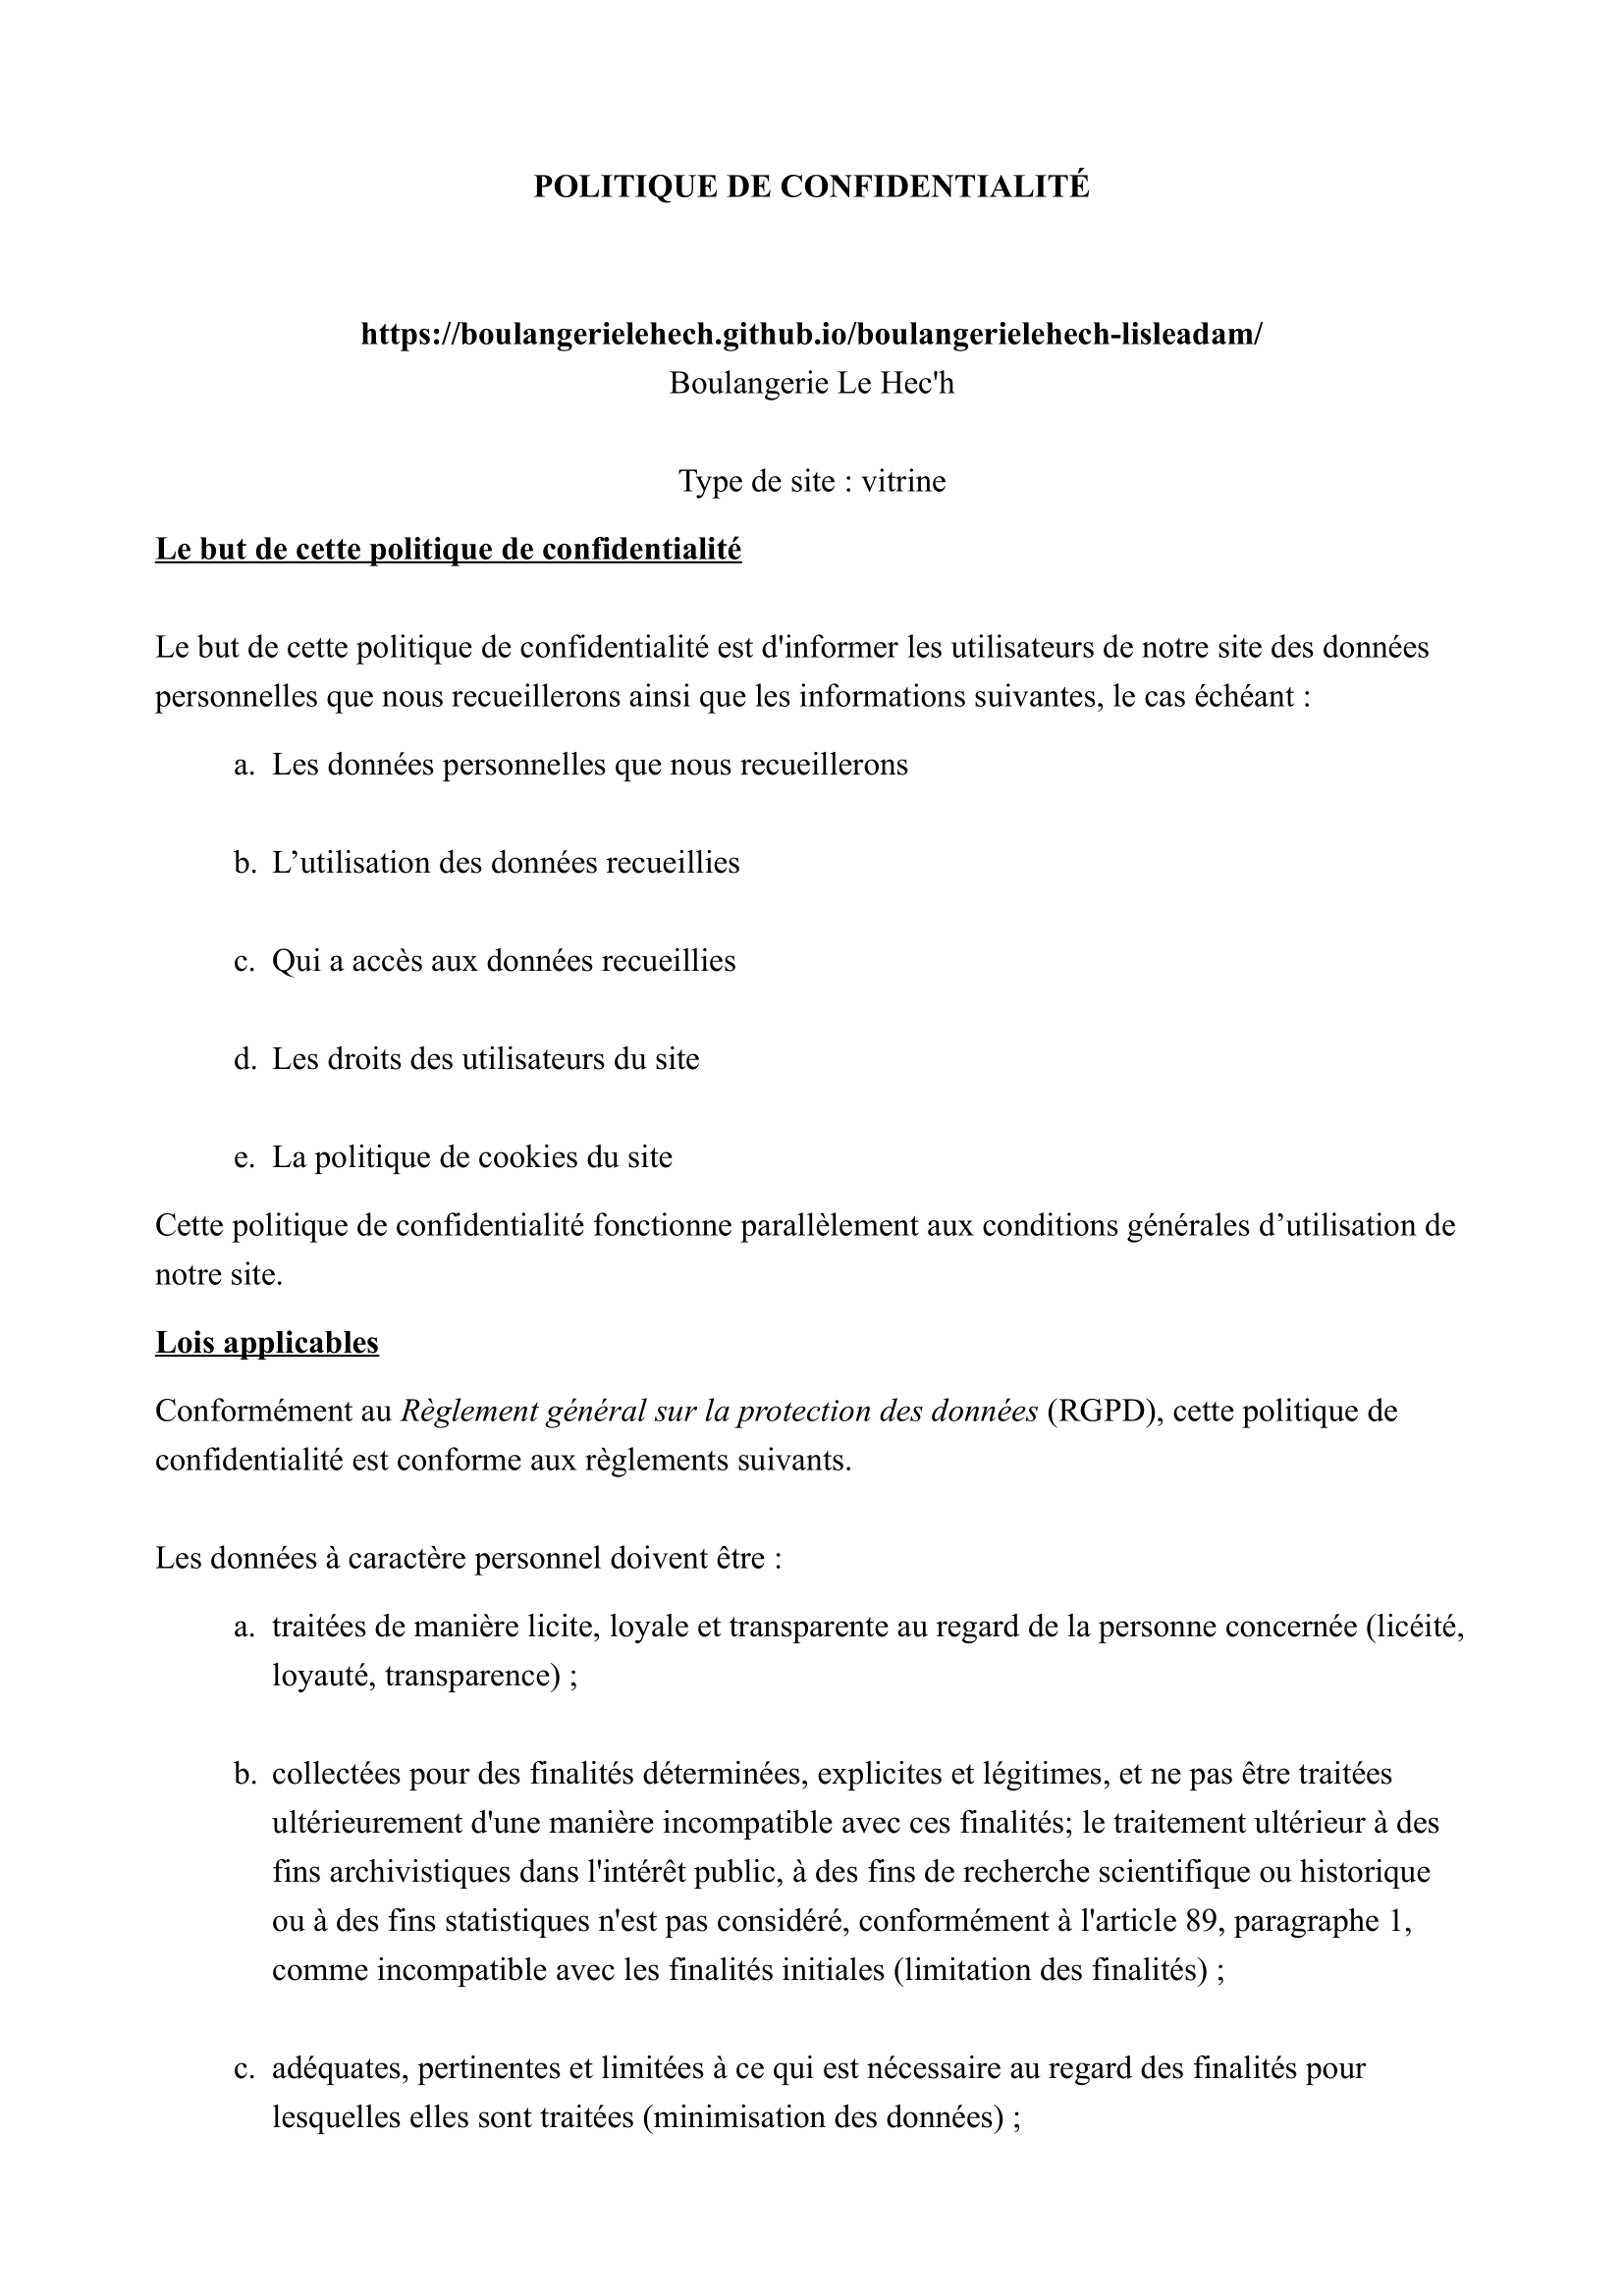 POLITIQUE DE CONFIDENTIALITÉ
https://boulangerielehech.github.io/boulangerielehech-lisleadam/
Boulangerie Le Hec'h
Type de site : vitrine
Le but de cette politique de confidentialité
Le but de cette politique de confidentialité est d'informer les utilisateurs de notre site des données
personnelles que nous recueillerons ainsi que les informations suivantes, le cas échéant :
a. Les données personnelles que nous recueillerons
b. L’utilisation des données recueillies
c. Qui a accès aux données recueillies
d. Les droits des utilisateurs du site
e. La politique de cookies du site
Cette politique de confidentialité fonctionne parallèlement aux conditions générales d’utilisation de
notre site.
Lois applicables
Conformément au Règlement général sur la protection des données (RGPD), cette politique de
confidentialité est conforme aux règlements suivants.
Les données à caractère personnel doivent être :
a. traitées de manière licite, loyale et transparente au regard de la personne concernée (licéité,
loyauté, transparence) ;
b. collectées pour des finalités déterminées, explicites et légitimes, et ne pas être traitées
ultérieurement d'une manière incompatible avec ces finalités; le traitement ultérieur à des
fins archivistiques dans l'intérêt public, à des fins de recherche scientifique ou historique
ou à des fins statistiques n'est pas considéré, conformément à l'article 89, paragraphe 1,
comme incompatible avec les finalités initiales (limitation des finalités) ;
c. adéquates, pertinentes et limitées à ce qui est nécessaire au regard des finalités pour
lesquelles elles sont traitées (minimisation des données) ;